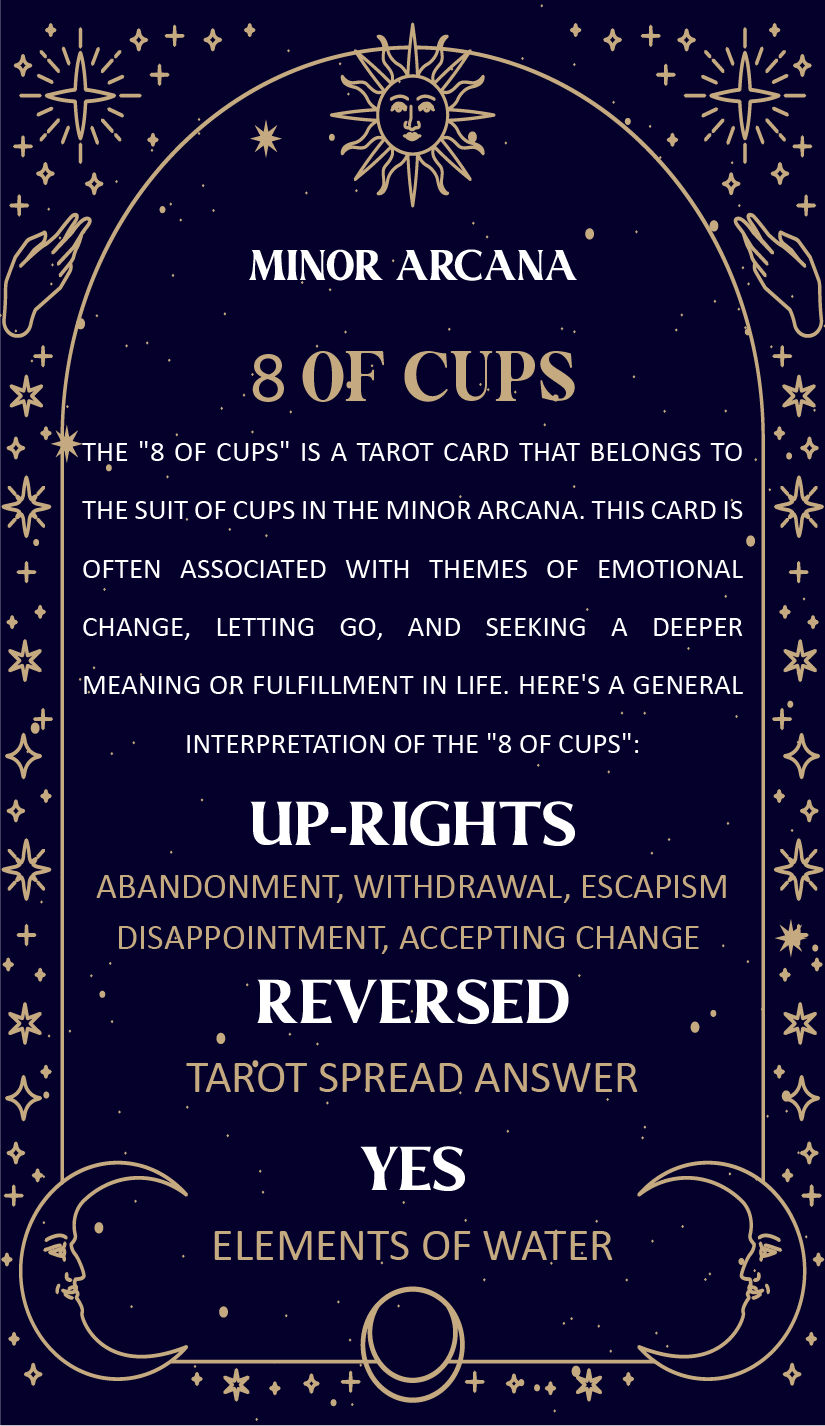 MINOR ARCANA
8 OF CUPS
THE "8 OF CUPS" IS A TAROT CARD THAT BELONGS TO
THE SUIT OF CUPS IN THE MINOR ARCANA. THIS CARD IS
OFTEN ASSOCIATED WITH THEMES OF EMOTIONAL
CHANGE, LETTING GO, AND SEEKING A DEEPER
MEANING OR FULFILLMENT IN LIFE. HERE'S A GENERAL
INTERPRETATION OF THE "8 OF CUPS":
UP-RIGHTS
ABANDONMENT, WITHDRAWAL, ESCAPISM
DISAPPOINTMENT, ACCEPTING CHANGE
REVERSED
TAROT SPREAD ANSWER
YES
ELEMENTS OF WATER